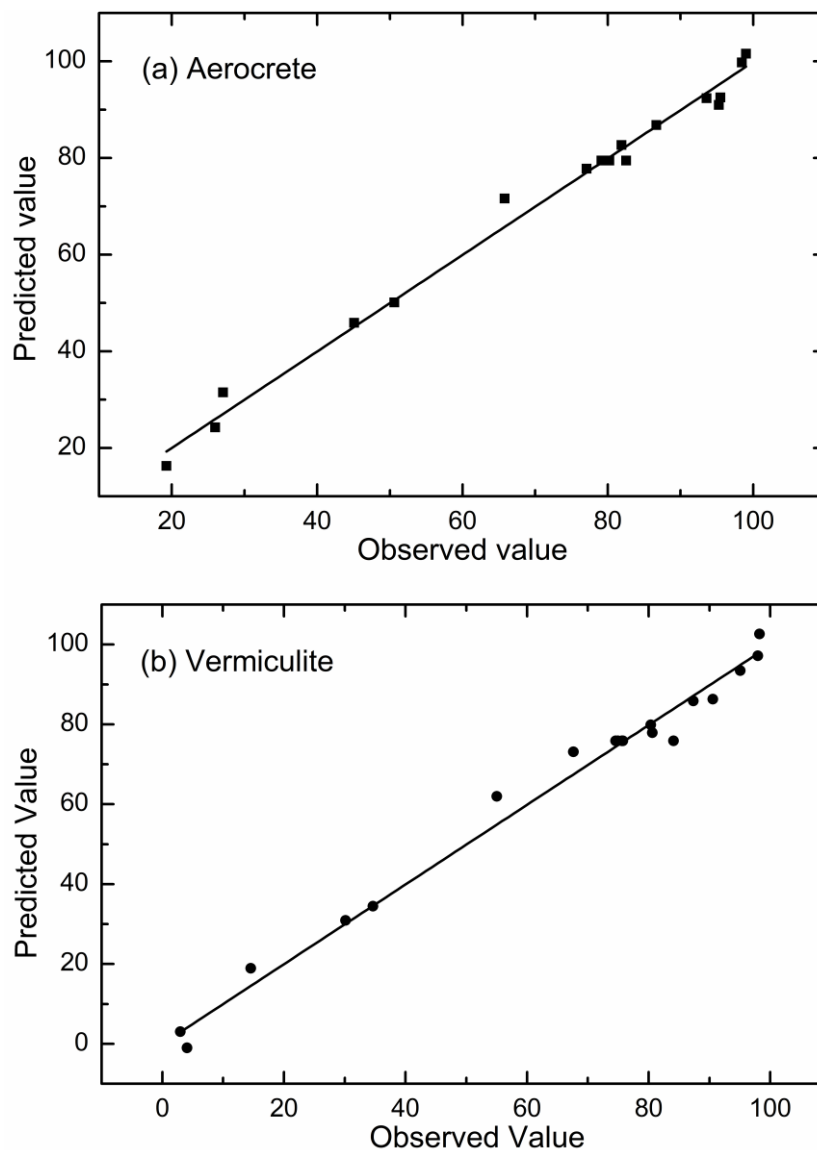 (a) Aerocrete
Predicted value
100
80
60
40
20
20 40 60 80 100
Observed value
(b) Vermiculite
Predicted Value
100
80
60
40
20
0
0 20 40 60 80 100
Observed Value